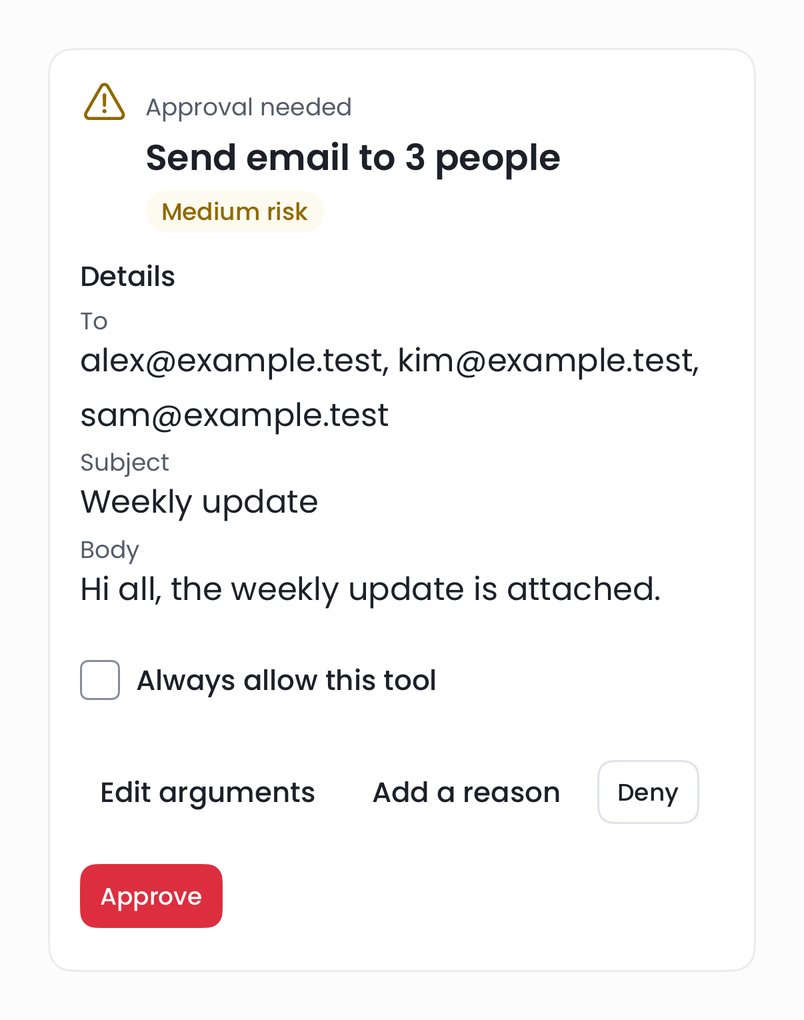 Approval needed
Send email to 3 people
Medium risk
Details
To
alex@example.test, kim@example.test,
sam@example.test
Subject
Weekly update
Body
Hi all, the weekly update is attached.
Always allow this tool
Edit arguments Add a reason Deny
Approve